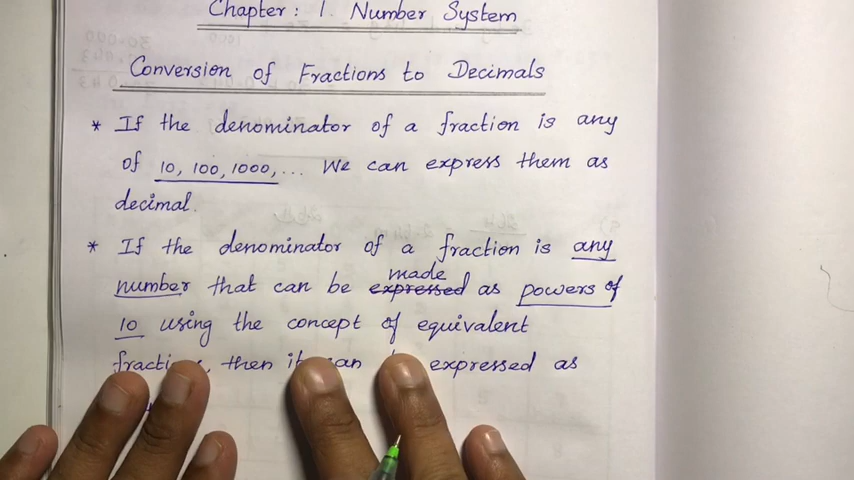 Chapter: 1. Number System
Conversion of Fractions to Decimals
* If the denominator of a fraction is any
of 10, 100, 1000,... We can express them as
decimal.
* If the denominator of a fraction is any
made
number that can be expressed as powers of
10 using the concept of equivalent
then expressed as